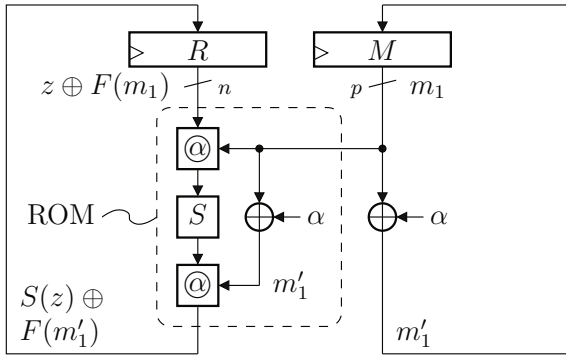 R
M
z ⊕ F(m₁)
n
p
m₁
α
ROM
S
α
α
α
S(z) ⊕
F(m′₁)
m′₁
m′₁